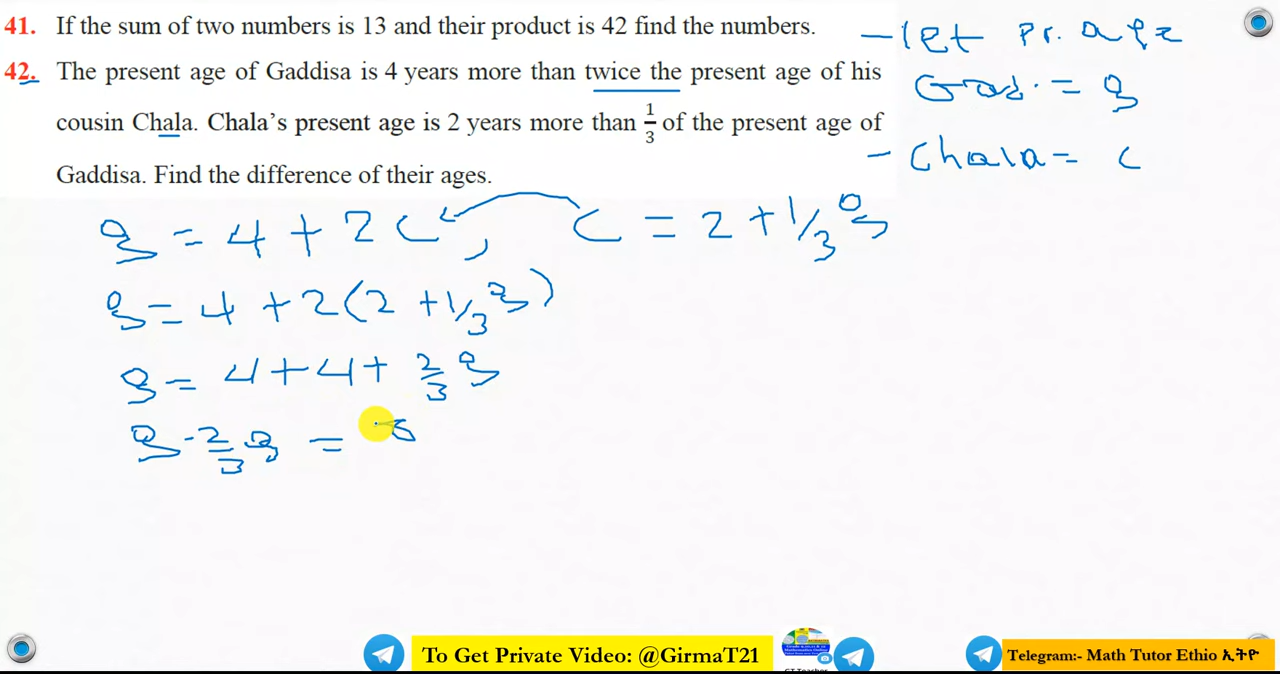 41. If the sum of two numbers is 13 and their product is 42 find the numbers.
42. The present age of Gaddisa is 4 years more than twice the present age of his
cousin Chala. Chala's present age is 2 years more than 1/3 of the present age of
Gaddisa. Find the difference of their ages.
- let Pr. age
Gad. = g
- Chala = C
g = 4 + 2C, C = 2 + 1/3 g
g = 4 + 2(2 + 1/3 g)
g = 4 + 4 + 2/3 g
g - 2/3 g = 8
To Get Private Video: @GirmaT21
Telegram:- Math Tutor Ethio ኢትዮ